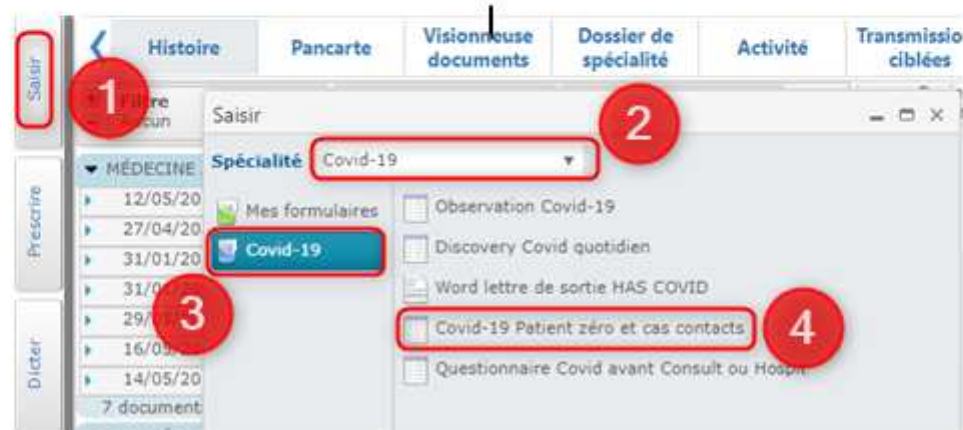 Saisir
Prescrire
Dicter
Histoire
Pancarte
Visionneuse
documents
Dossier de
spécialité
Activité
Transmissio
ciblées
1
2
Saisir
Spécialité Covid-19
MÉDECINE
12/05/20
27/04/20
31/01/20
29/
16/0
14/05/20
7 document
Mes formulaires
Covid-19
3
Observation Covid-19
Discovery Covid quotidien
Word lettre de sortie HAS COVID
Covid-19 Patient zéro et cas contacts
4
Questionnaire Covid avant Consult ou Hospit